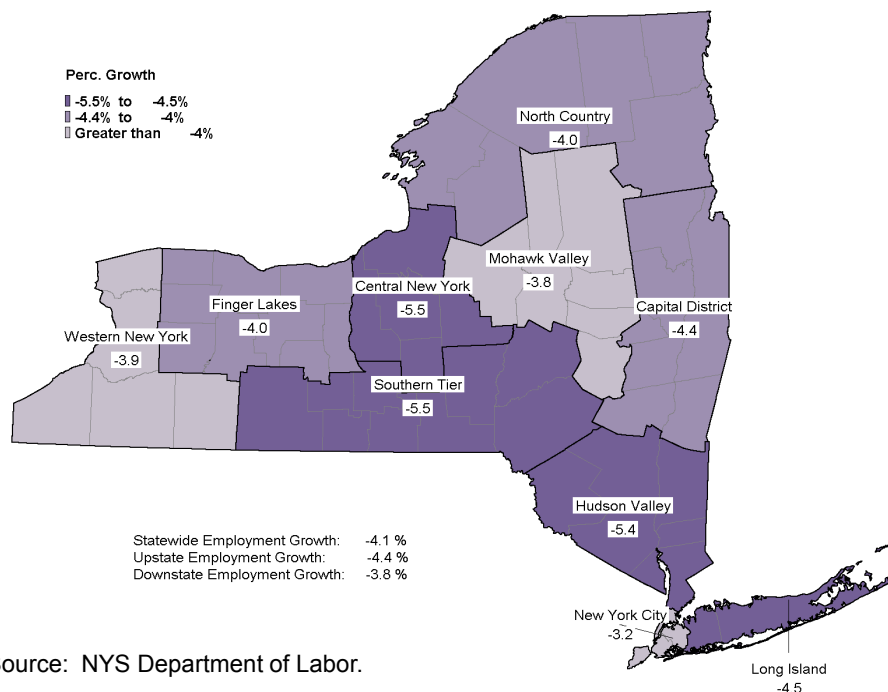 Perc. Growth
-5.5% to -4.5%
-4.4% to -4%
Greater than -4%
North Country
-4.0
Mohawk Valley
-3.8
Central New York
-5.5
Finger Lakes
-4.0
Capital District
-4.4
Western New York
-3.9
Southern Tier
-5.5
Hudson Valley
-5.4
Statewide Employment Growth: -4.1 %
Upstate Employment Growth: -4.4 %
Downstate Employment Growth: -3.8 %
New York City
-3.2
Long Island
-4.5
ource: NYS Department of Labor.